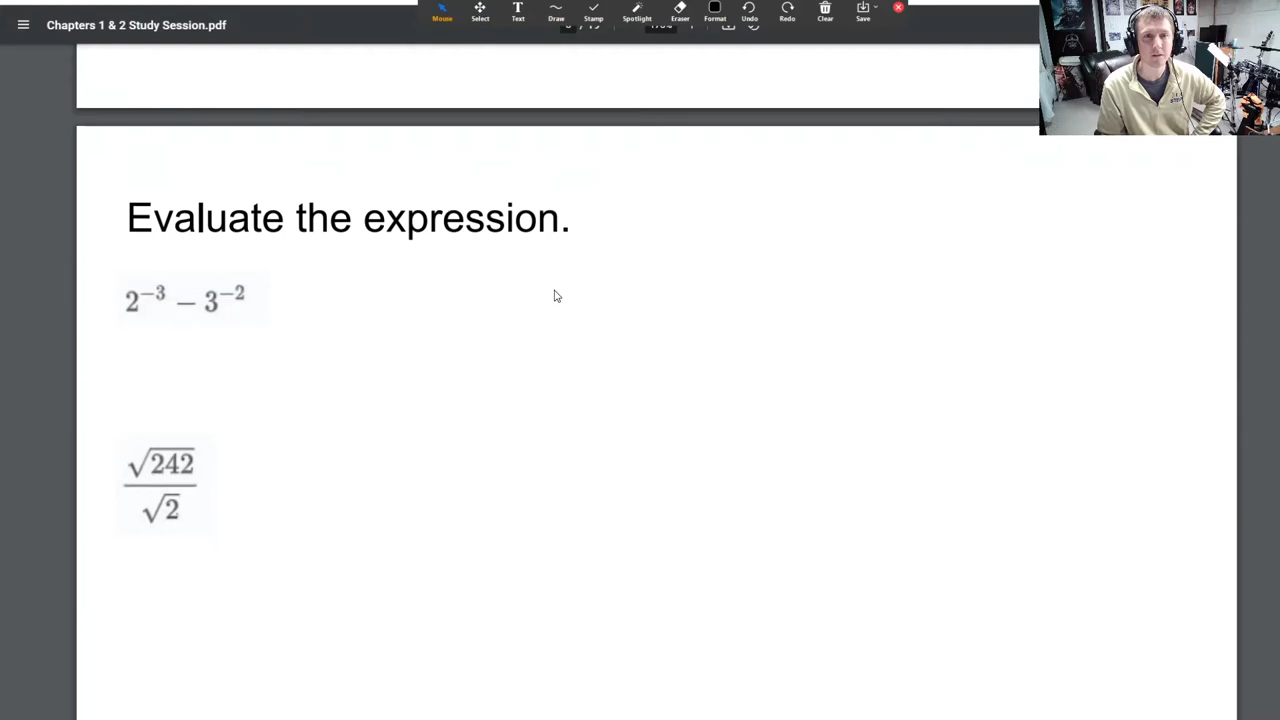 Chapters 1 & 2 Study Session.pdf
Mouse Select Text Draw Stamp Spotlight Eraser Format Undo Redo Clear Save
Evaluate the expression.
2⁻³ − 3⁻²
√242
√2